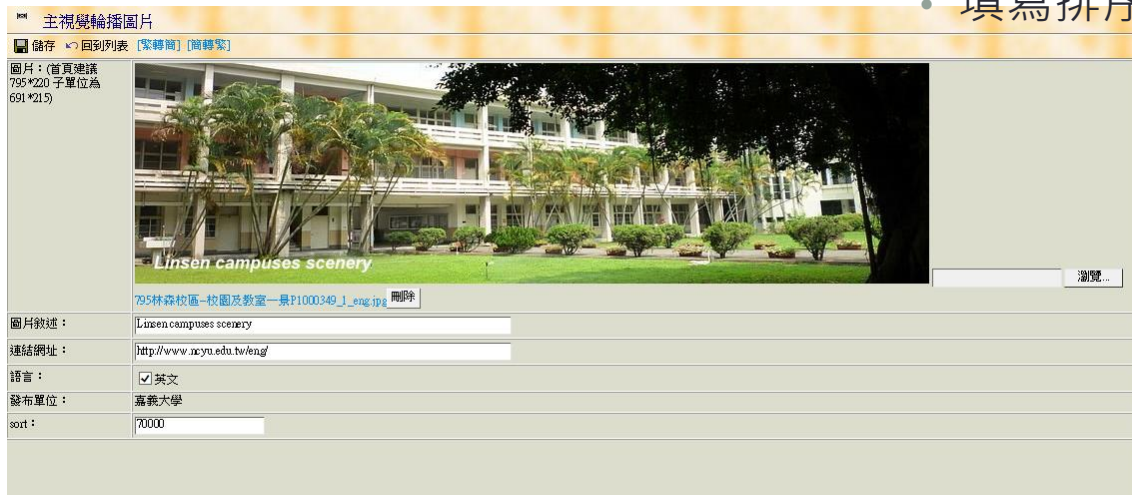 • 填寫排序
主視覺輪播圖片
儲存 回到列表 [繁轉簡] [簡轉繁]
圖片：(首頁建議
795*220 子單位為
691*215)
Linsen campuses scenery
瀏覽...
795林森校區-校園及教室一景P1000349_1_eng.jpg 刪除
圖片敘述： Linsen campuses scenery
連結網址： http://www.ncyu.edu.tw/eng/
語言： 英文
發布單位： 嘉義大學
sort： 70000